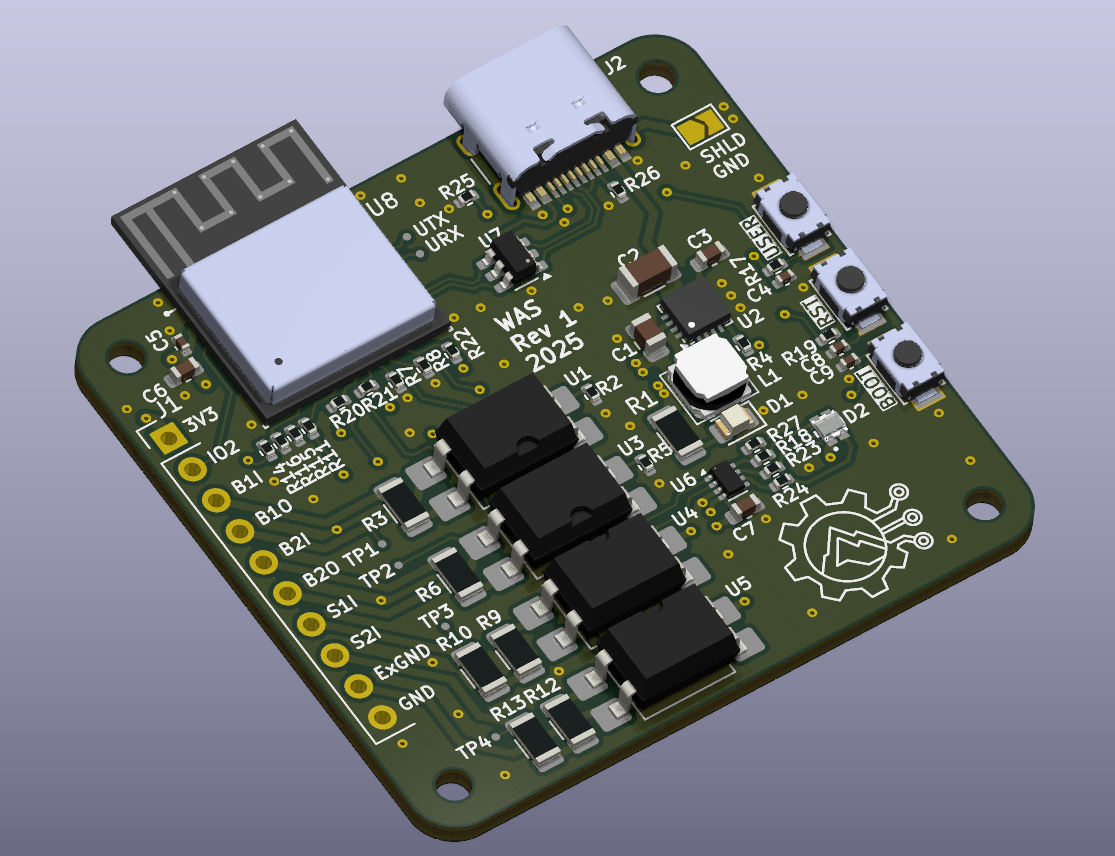 J2
SHLD
GND
U8
R25
R26
UTX
URX
U7
USER
C3
C2
R17
C4
RST
U2
WAS
Rev 1
2025
C1
R4
L1
R19
C8
C9
BOOT
C5
C6
J1
3V3
IO2
B1I
B1O
B2I
B2O
S1I
S2I
ExGND
GND
R22
R8
R7
R21
R20
U1
R2
R1
D1
D2
U3
R5
R27
R23
R24
U6
C7
U4
U5
R3
TP1
TP2
R6
TP3
R10
R9
R13
R12
TP4